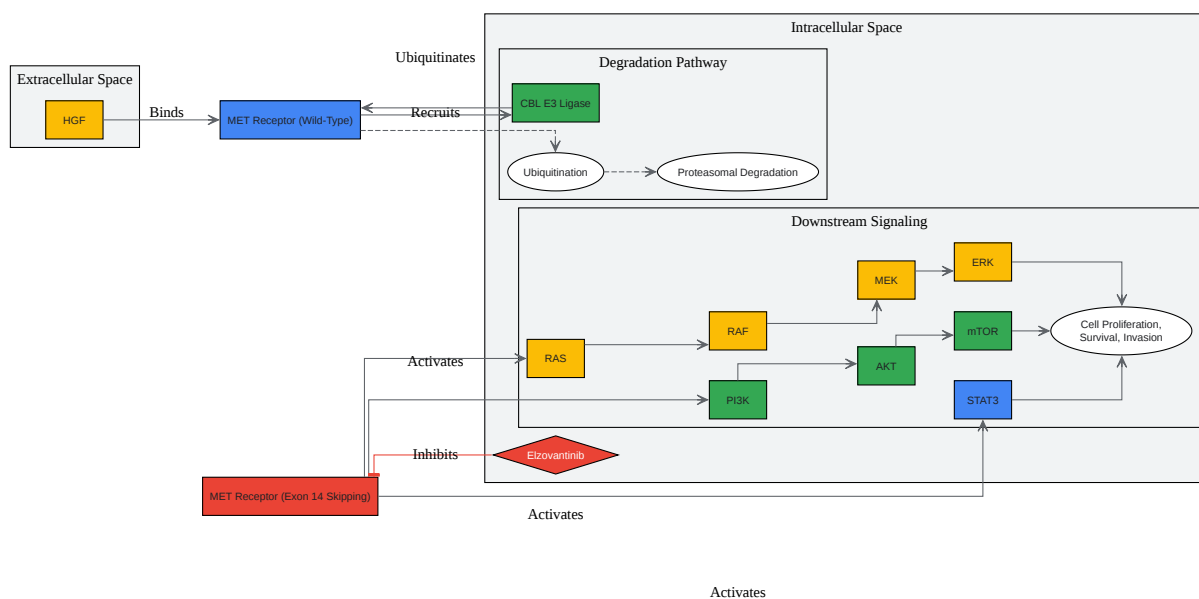 Intracellular Space
Ubiquitinates
Degradation Pathway
Extracellular Space
CBL E3 Ligase
HGF
Binds
MET Receptor (Wild-Type)
Recruits
Ubiquitination
Proteasomal Degradation
Downstream Signaling
ERK
MEK
RAF
mTOR
Cell Proliferation,
Survival, Invasion
Activates
RAS
AKT
PI3K
STAT3
Inhibits
Elzovantinib
MET Receptor (Exon 14 Skipping)
Activates
Activates